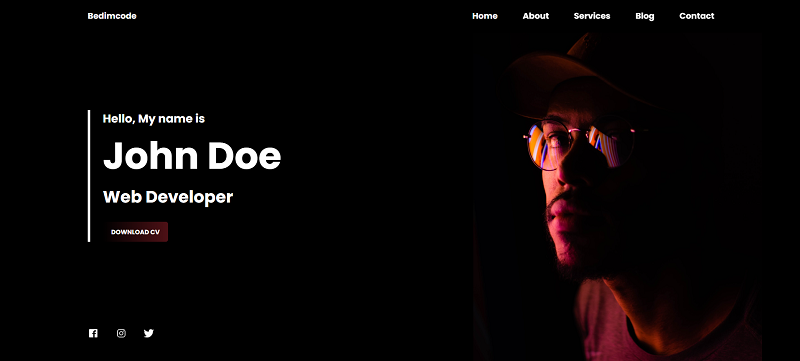 Bedimcode
Home About Services Blog Contact
Hello, My name is
John Doe
Web Developer
DOWNLOAD CV